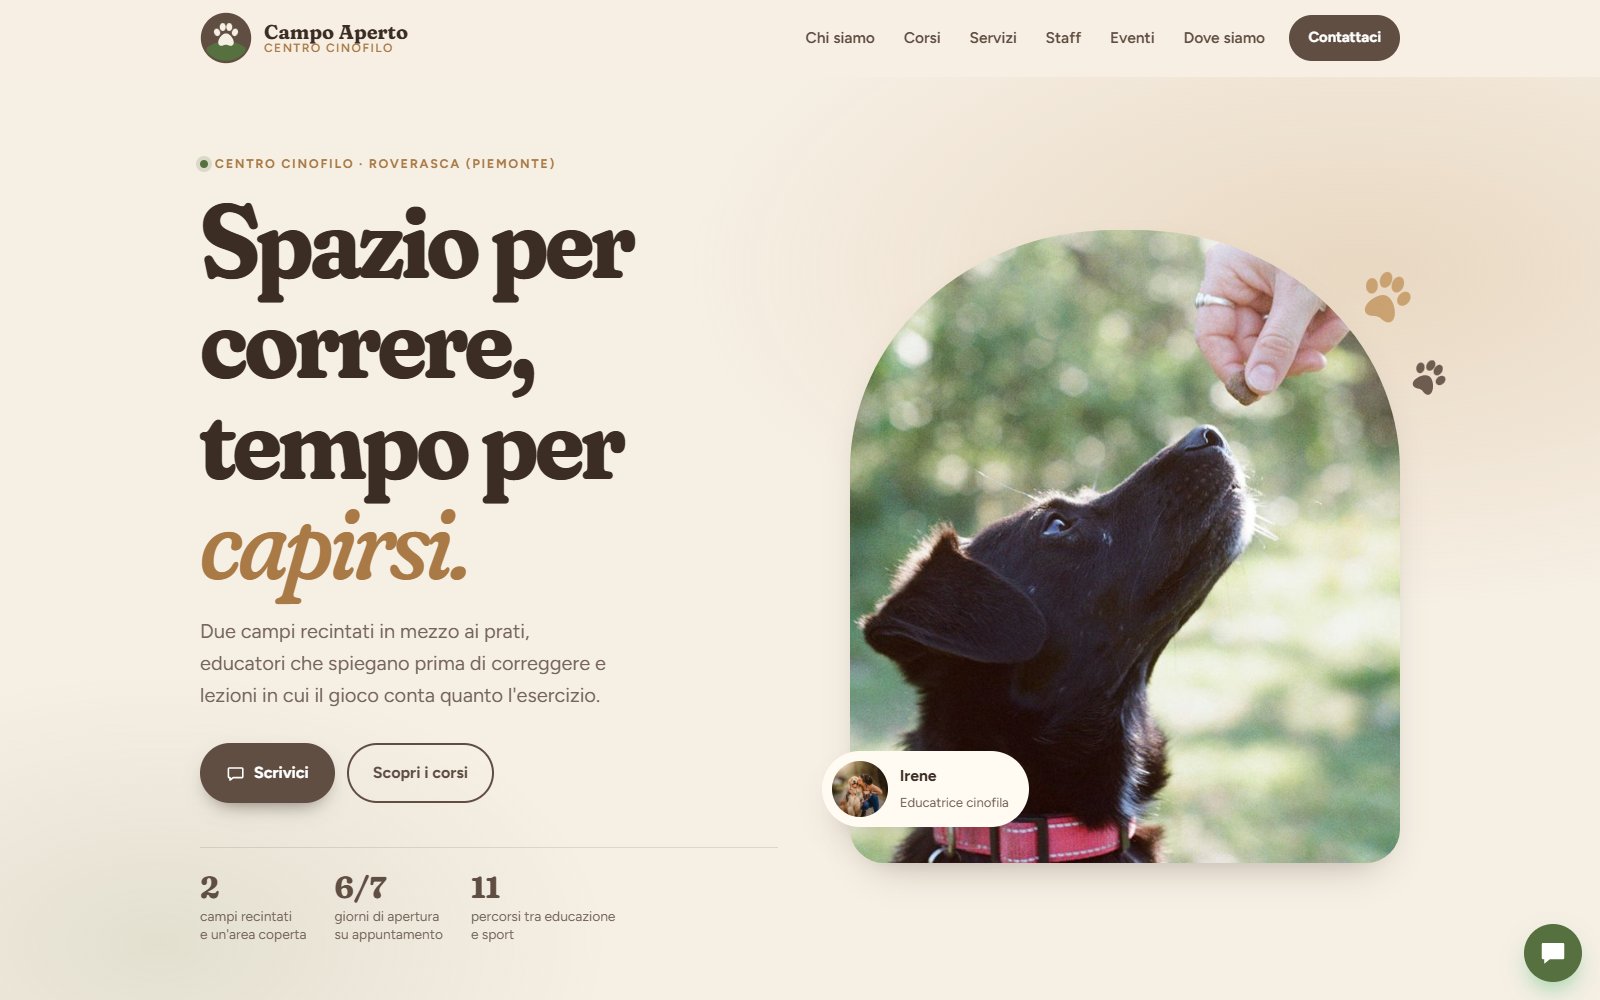 Campo Aperto
CENTRO CINOFILO
Chi siamo
Corsi
Servizi
Staff
Eventi
Dove siamo
Contattaci
CENTRO CINOFILO · ROVERASCA (PIEMONTE)
Spazio per
correre,
tempo per
capirsi.
Due campi recintati in mezzo ai prati,
educatori che spiegano prima di correggere e
lezioni in cui il gioco conta quanto l'esercizio.
Scrivici
Scopri i corsi
Irene
Educatrice cinofila
2
campi recintati
e un'area coperta
6/7
giorni di apertura
su appuntamento
11
percorsi tra educazione
e sport